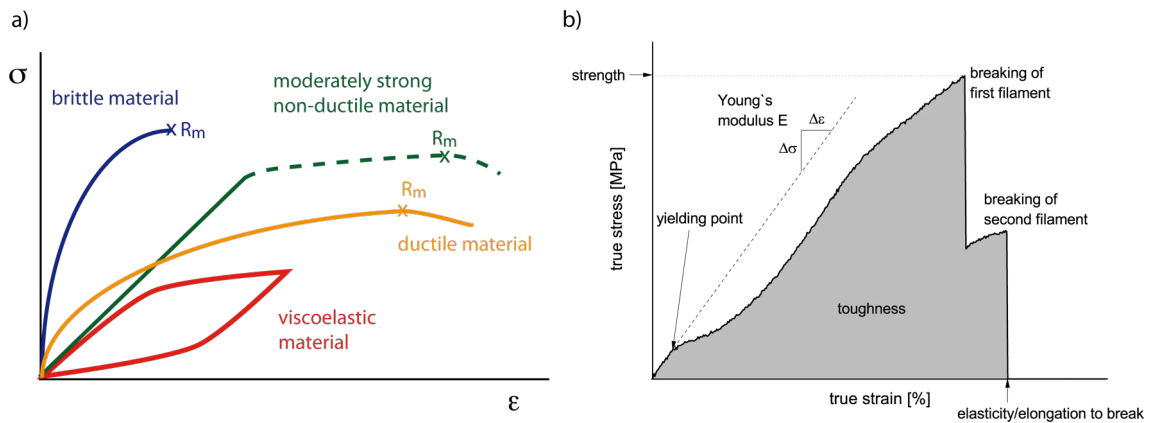 a)
σ
brittle material
Rm
moderately strong
non-ductile material
Rm
Rm
ductile material
viscoelastic
material
ε
b)
strength
true stress [MPa]
Young`s
modulus E
Δε
Δσ
breaking of
first filament
yielding point
breaking of
second filament
toughness
true strain [%]
elasticity/elongation to break